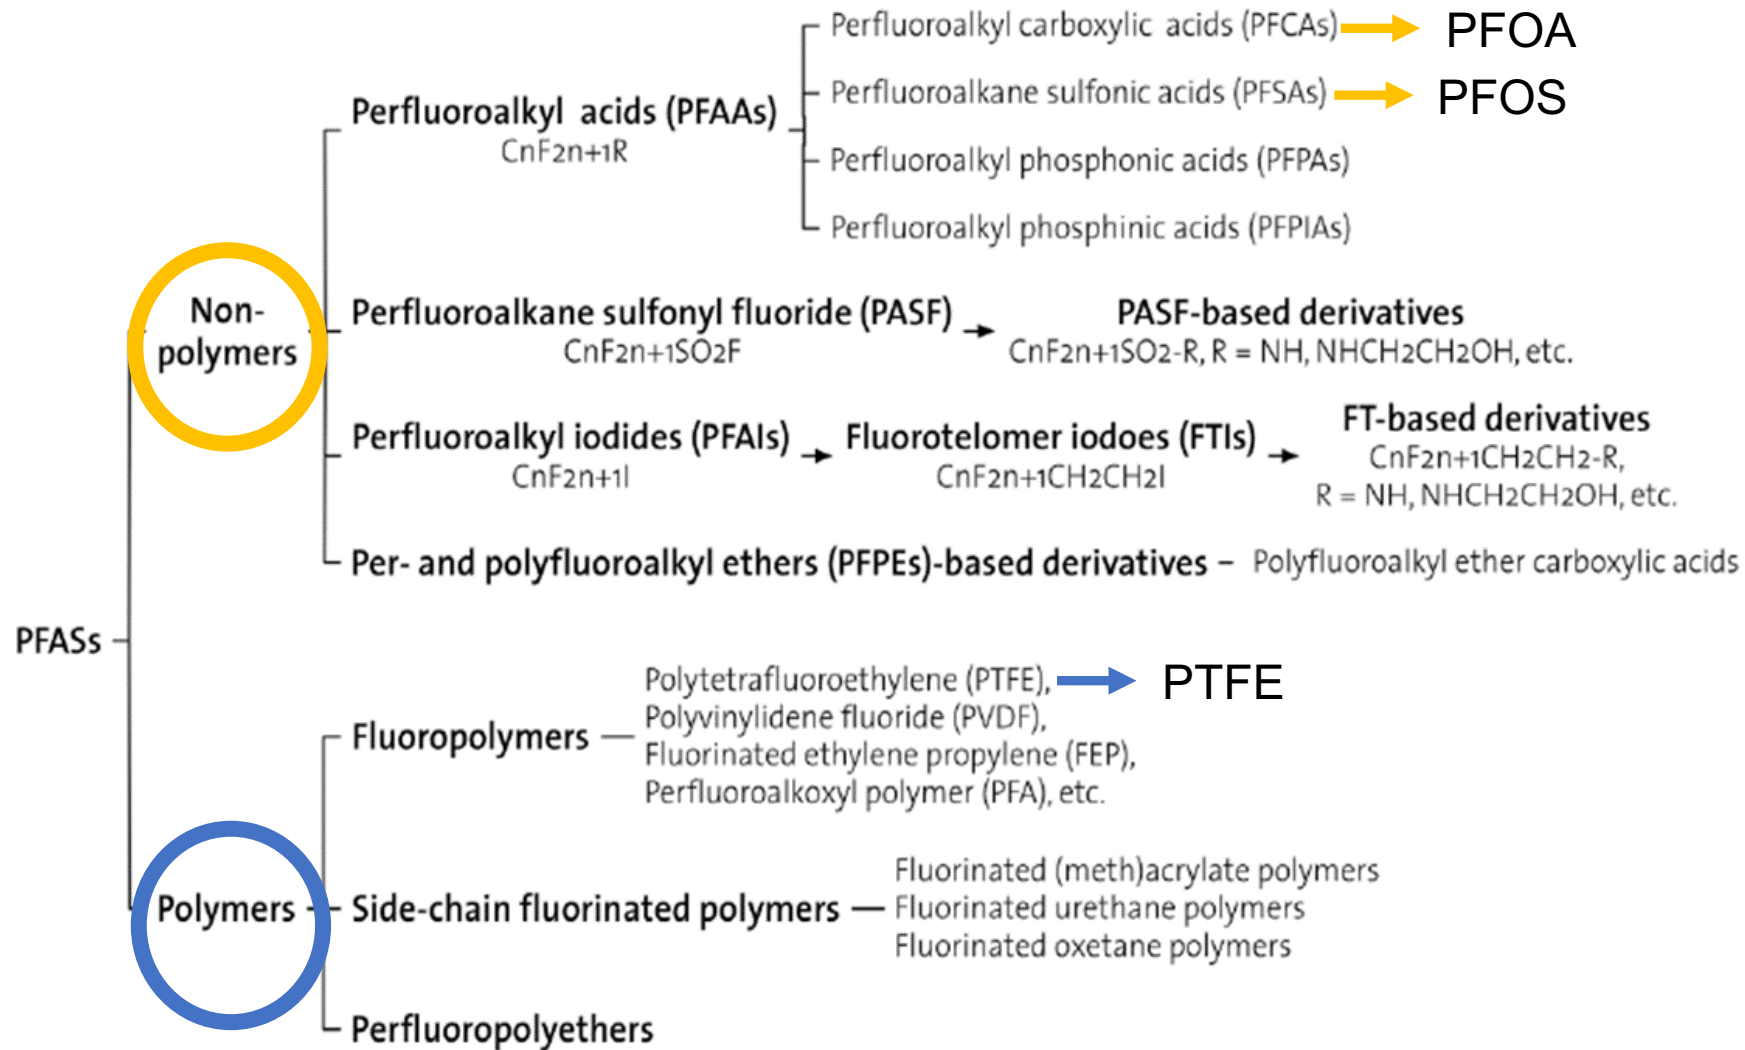 Perfluoroalkyl carboxylic acids (PFCAs) PFOA
Perfluoroalkane sulfonic acids (PFSAs) PFOS
Perfluoroalkyl acids (PFAAs)
CnF2n+1R
Perfluoroalkyl phosphonic acids (PFPAs)
Perfluoroalkyl phosphinic acids (PFPIAs)
Non-
polymers
Perfluoroalkane sulfonyl fluoride (PASF)
CnF2n+1SO2F
PASF-based derivatives
CnF2n+1SO2-R, R = NH, NHCH2CH2OH, etc.
Perfluoroalkyl iodides (PFAIs)
CnF2n+1I
Fluorotelomer iodoes (FTIs)
CnF2n+1CH2CH2I
FT-based derivatives
CnF2n+1CH2CH2-R,
R = NH, NHCH2CH2OH, etc.
Per- and polyfluoroalkyl ethers (PFPEs)-based derivatives – Polyfluoroalkyl ether carboxylic acids
PFASs
Polytetrafluoroethylene (PTFE), PTFE
Polyvinylidene fluoride (PVDF),
Fluoropolymers
Fluorinated ethylene propylene (FEP),
Perfluoroalkoxyl polymer (PFA), etc.
Polymers
Side-chain fluorinated polymers
Fluorinated (meth)acrylate polymers
Fluorinated urethane polymers
Fluorinated oxetane polymers
Perfluoropolyethers